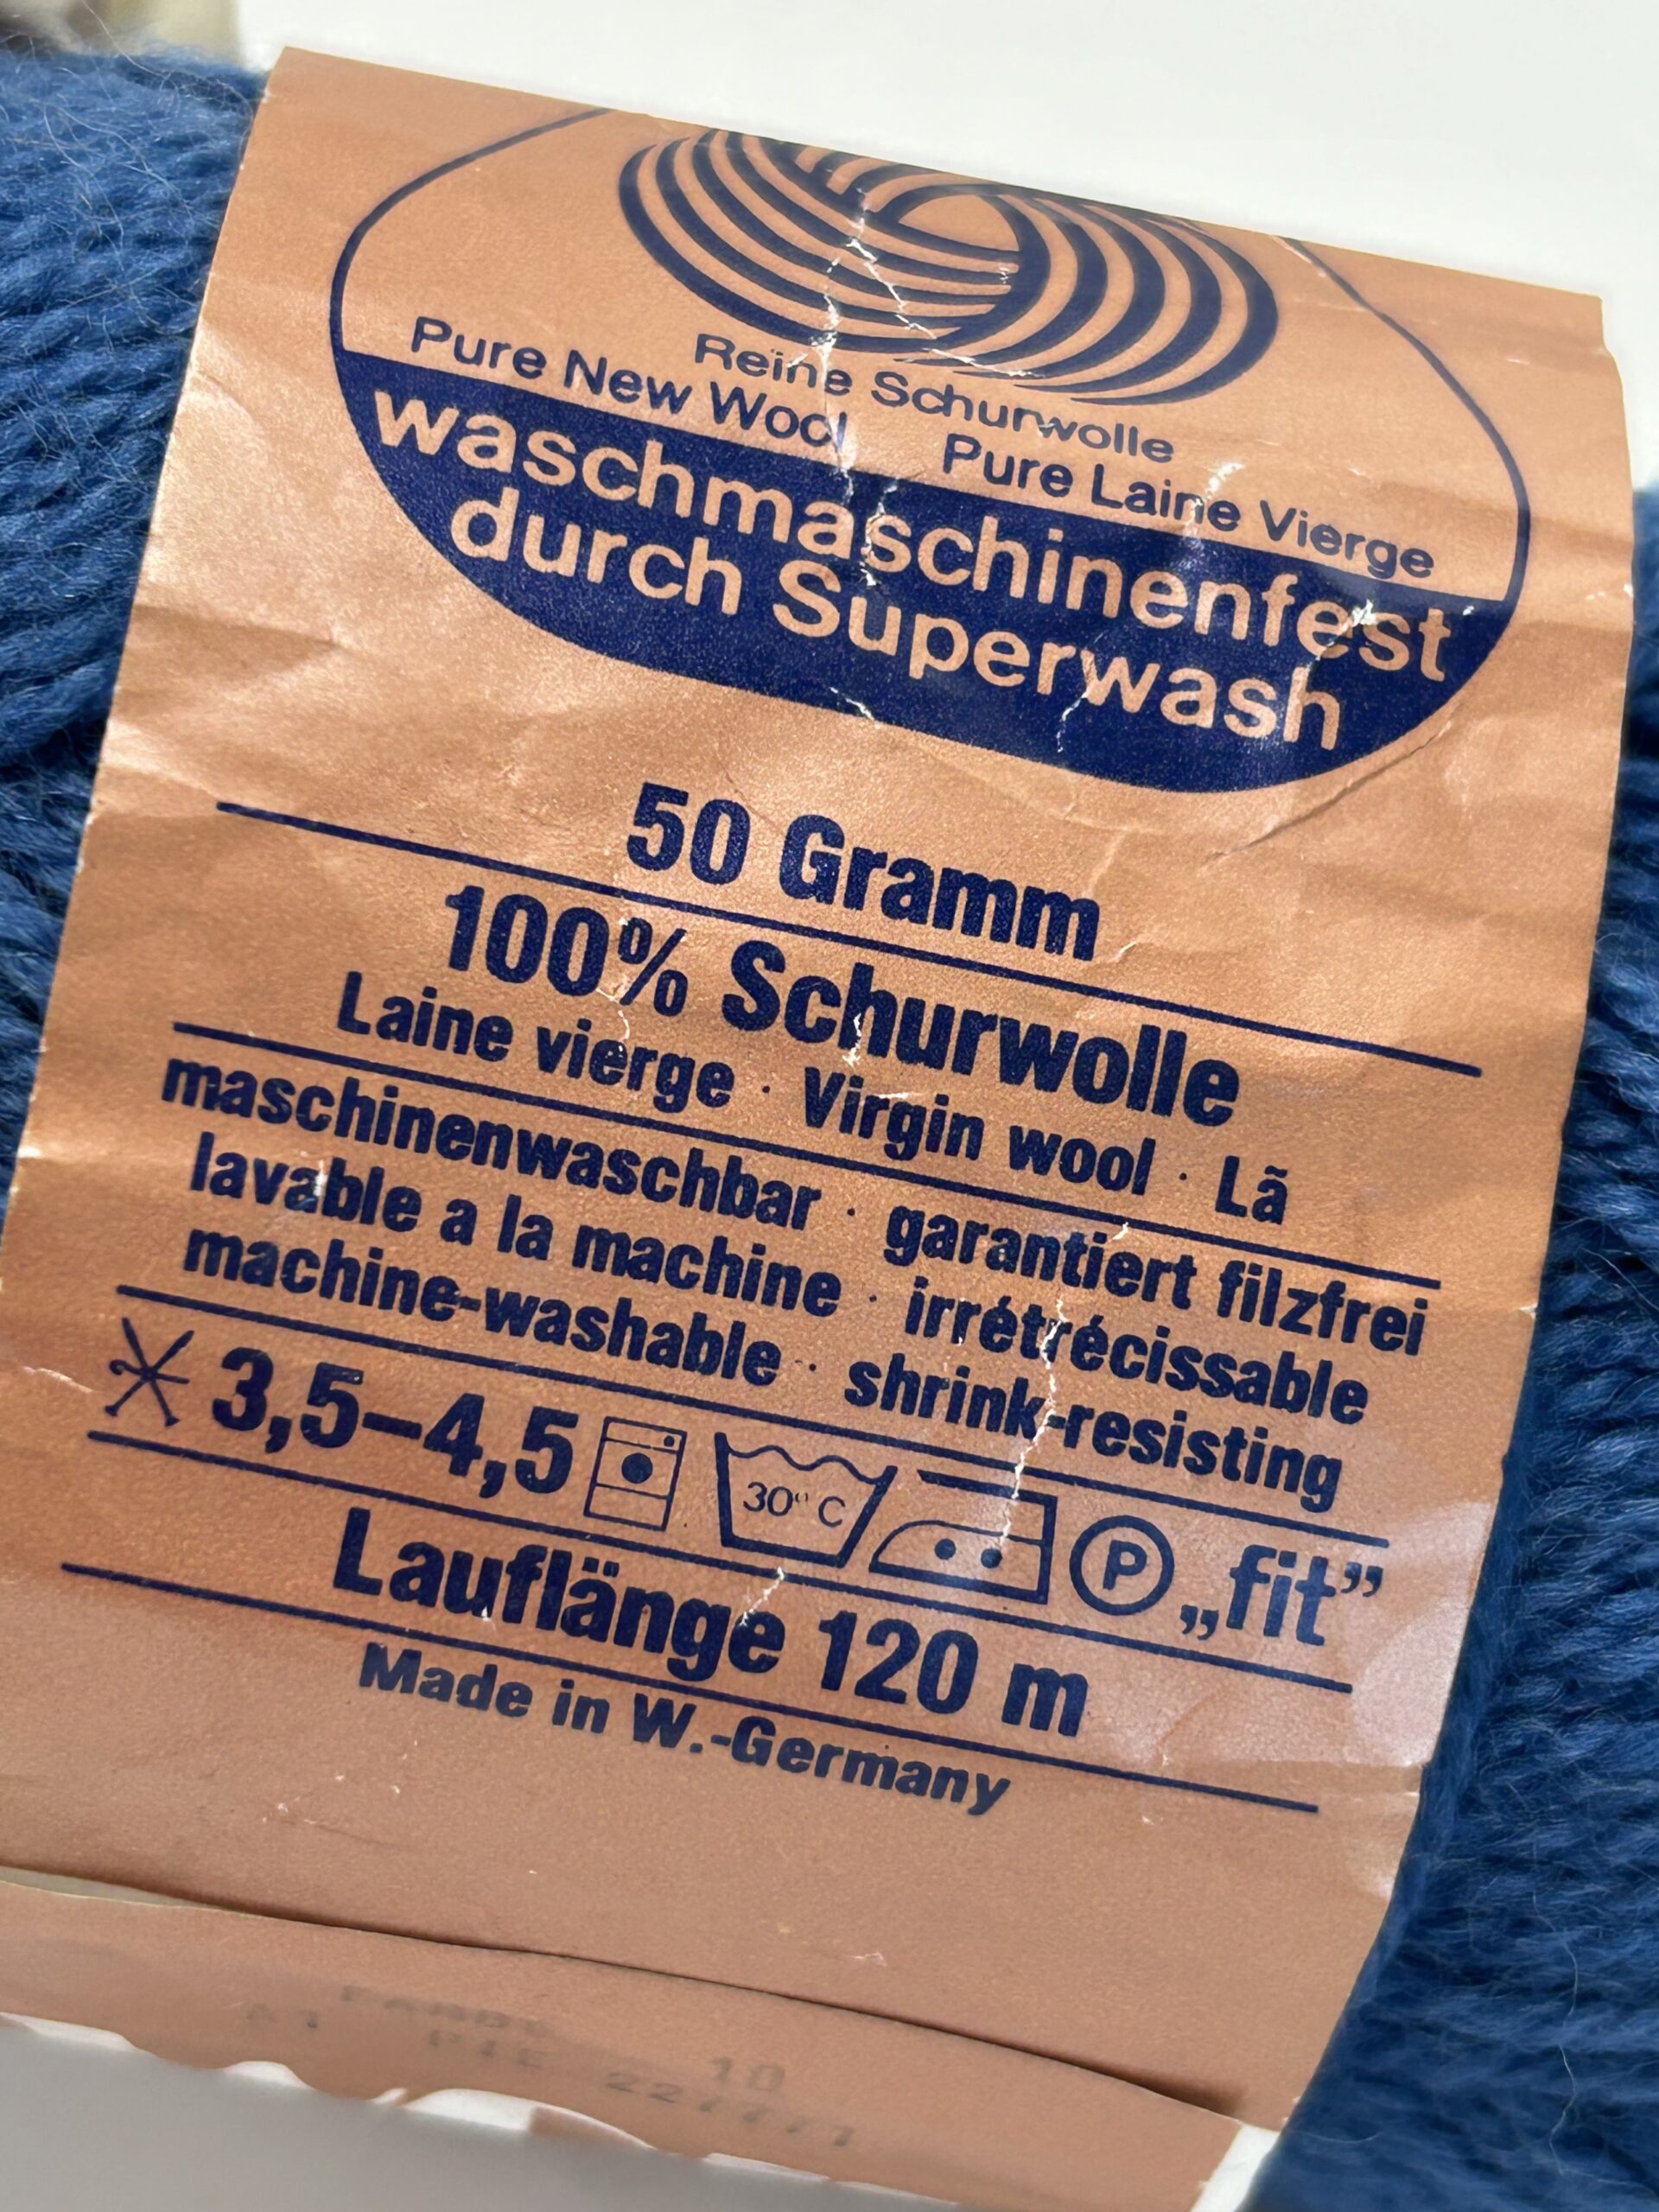 Reine Schurwolle
Pure New Wool Pure Laine Vierge
waschmaschinenfest
durch Superwash
50 Gramm
100% Schurwolle
Laine vierge · Virgin wool · Lã
maschinenwaschbar · garantiert filzfrei
lavable a la machine · irrétrécissable
machine-washable · shrink-resisting
3,5–4,5 30° C P „fit”
Lauflänge 120 m
Made in W.-Germany
10